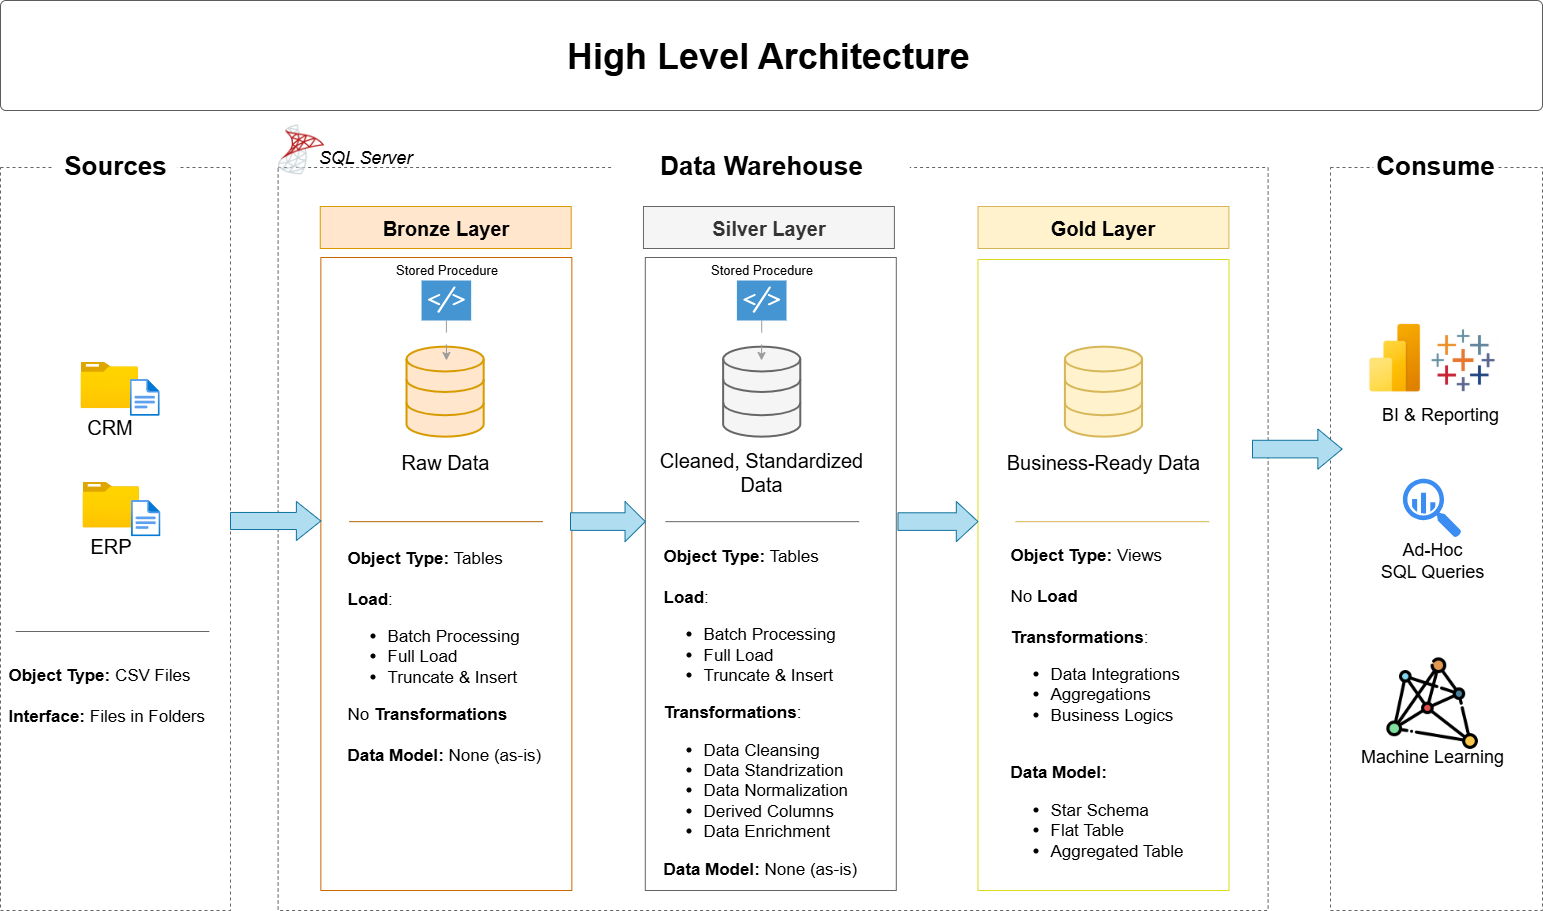 High Level Architecture
Sources
CRM
ERP
Object Type: CSV Files
Interface: Files in Folders
SQL Server
Data Warehouse
Bronze Layer
Stored Procedure
</>
Raw Data
Object Type: Tables
Load:
• Batch Processing
• Full Load
• Truncate & Insert
No Transformations
Data Model: None (as-is)
Silver Layer
Stored Procedure
</>
Cleaned, Standardized
Data
Object Type: Tables
Load:
• Batch Processing
• Full Load
• Truncate & Insert
Transformations:
• Data Cleansing
• Data Standrization
• Data Normalization
• Derived Columns
• Data Enrichment
Data Model: None (as-is)
Gold Layer
Business-Ready Data
Object Type: Views
No Load
Transformations:
• Data Integrations
• Aggregations
• Business Logics
Data Model:
• Star Schema
• Flat Table
• Aggregated Table
Consume
BI & Reporting
Ad-Hoc
SQL Queries
Machine Learning